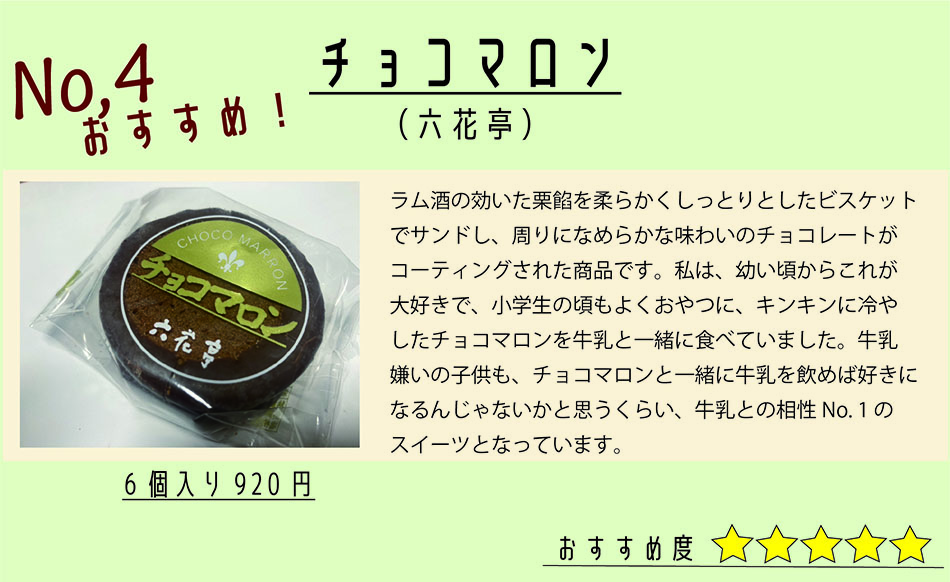 No,4
おすすめ！
チョコマロン
（六花亭）
CHOCO MARRON
チョコマロン
六花亭
ラム酒の効いた栗餡を柔らかくしっとりとしたビスケット
でサンドし、周りになめらかな味わいのチョコレートが
コーティングされた商品です。私は、幼い頃からこれが
大好きで、小学生の頃もよくおやつに、キンキンに冷や
したチョコマロンを牛乳と一緒に食べていました。牛乳
嫌いの子供も、チョコマロンと一緒に牛乳を飲めば好きに
なるんじゃないかと思うくらい、牛乳との相性 No. 1 の
スイーツとなっています。
6個入り920円
おすすめ度